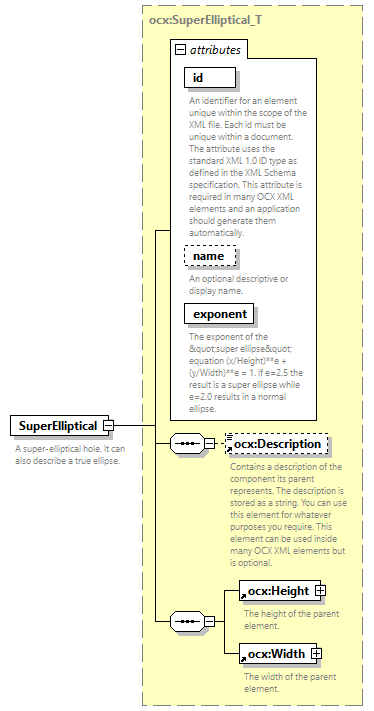 ocx:SuperElliptical_T
attributes
id
An identifier for an element
unique within the scope of the
XML file. Each id must be
unique within a document.
The attribute uses the
standard XML 1.0 ID type as
defined in the XML Schema
specification. This attribute is
required in many OCX XML
elements and an application
should generate them
automatically.
name
An optional descriptive or
display name.
exponent
The exponent of the
&quot;super ellipse&quot;
equation (x/Height)**e +
(y/Width)**e = 1. If e=2.5 the
result is a super ellipse while
e=2.0 results in a normal
ellipse.
SuperElliptical
A super-elliptical hole. It can
also describe a true ellipse.
ocx:Description
Contains a description of the
component its parent
represents. The description is
stored as a string. You can use
this element for whatever
purposes you require. This
element can be used inside
many OCX XML elements but
is optional.
ocx:Height
The height of the parent
element.
ocx:Width
The width of the parent
element.